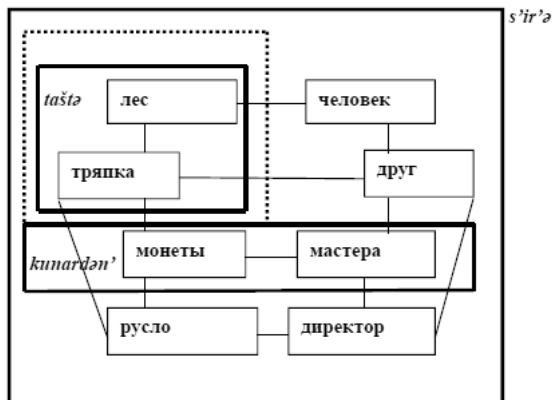 s’ir’ə
taštə
лес
человек
тряпка
друг
kunardən’
монеты
мастера
русло
директор